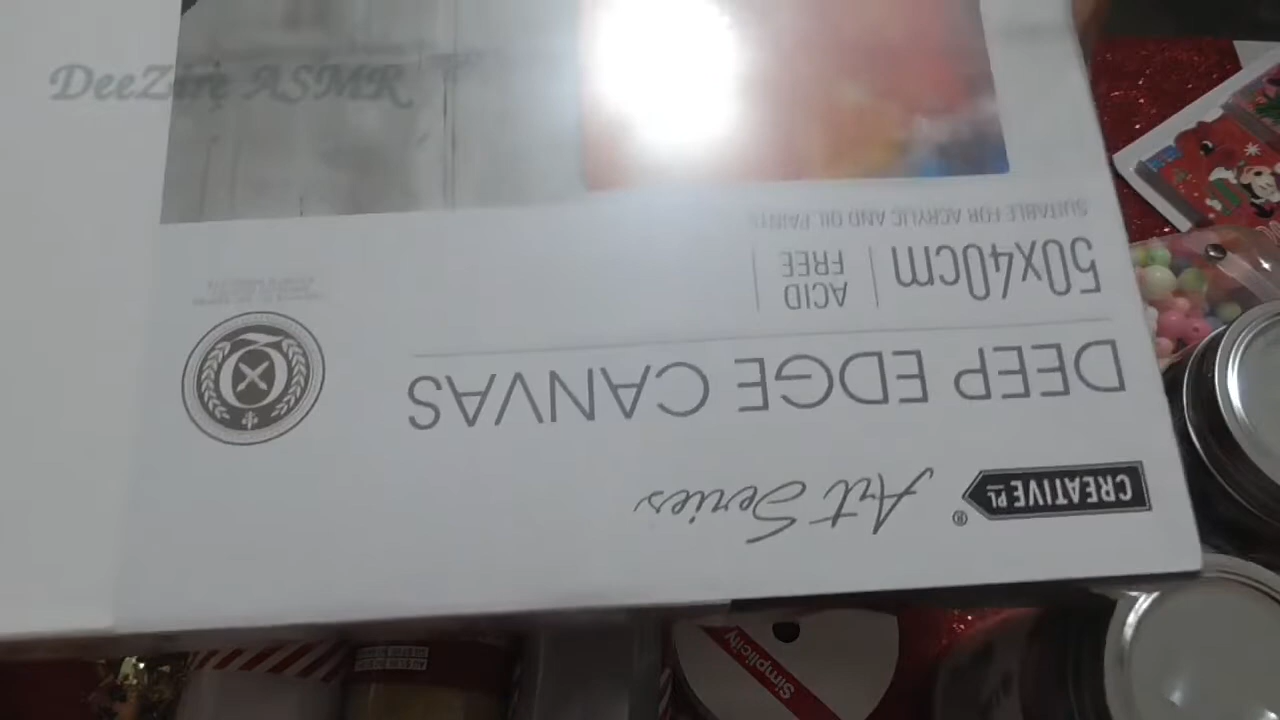 DeeZire ASMR
CREATIVE PL ®
Art Series
DEEP EDGE CANVAS
50x40cm
ACID
FREE
SUITABLE FOR ACRYLIC AND OIL PAINTS
Simplicity